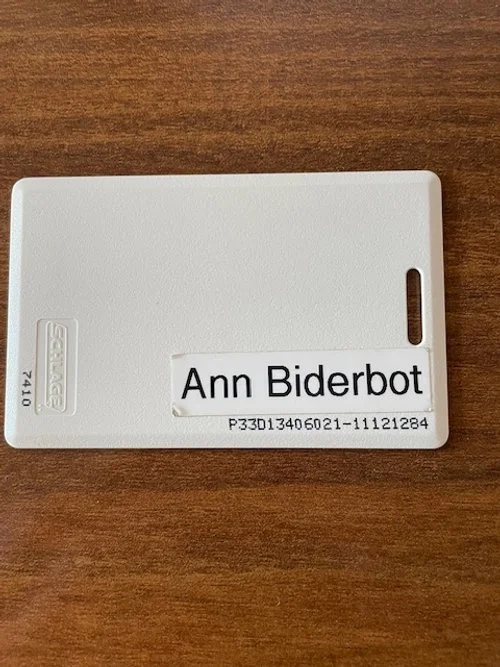 SCHLAGE
7410
Ann Biderbot
P33D13406021-11121284